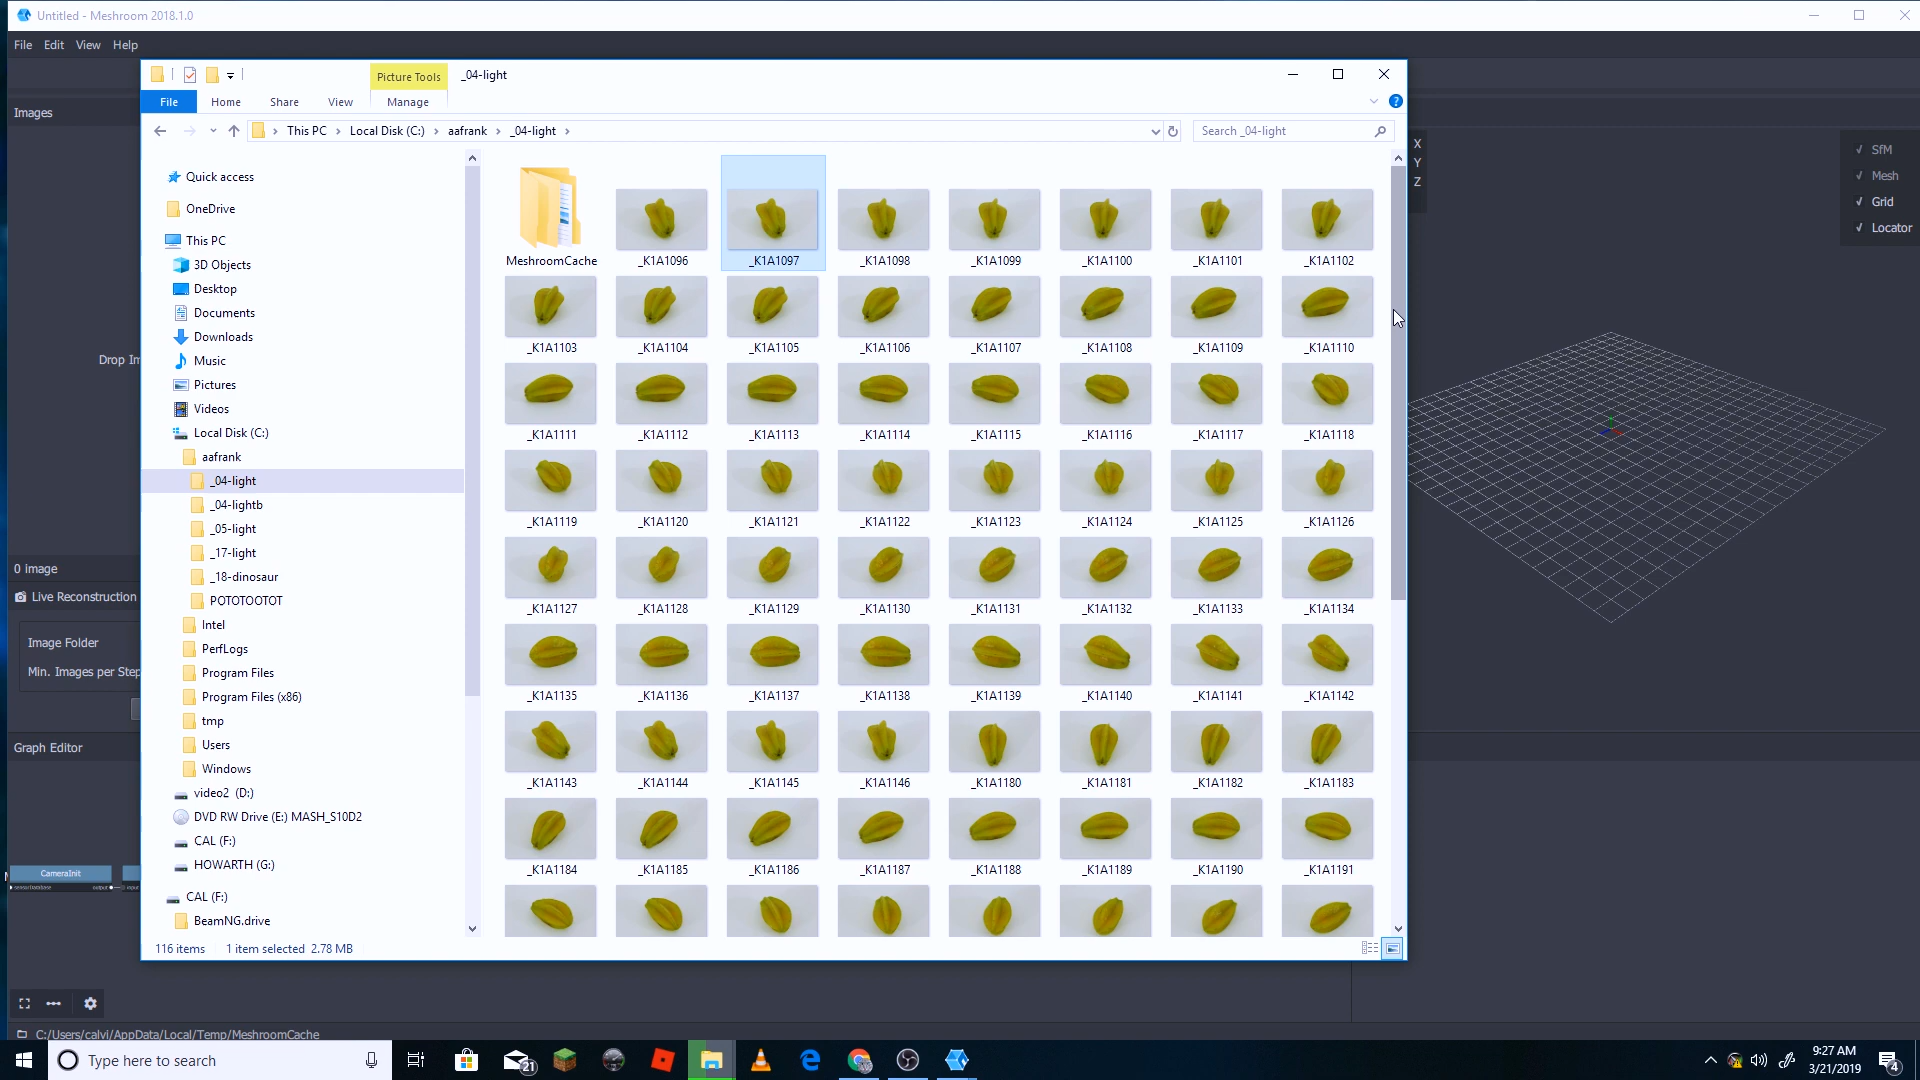 Untitled - Meshroom 2018.1.0
File Edit View Help
Picture Tools
_04-light
File Home Share View Manage
Images
This PC Local Disk (C:) aafrank _04-light
Search _04-light
X
Y
Z
SfM
Mesh
Grid
Locator
Quick access
OneDrive
This PC
3D Objects
Desktop
Documents
Downloads
Music
Pictures
Videos
Local Disk (C:)
aafrank
_04-light
_04-lightb
_05-light
_17-light
_18-dinosaur
POTOTOOTOT
Intel
PerfLogs
Program Files
Program Files (x86)
tmp
Users
Windows
video2 (D:)
DVD RW Drive (E:) MASH_S10D2
CAL (F:)
HOWARTH (G:)
CAL (F:)
BeamNG.drive
MeshroomCache _K1A1096 _K1A1097 _K1A1098 _K1A1099 _K1A1100 _K1A1101 _K1A1102
_K1A1103 _K1A1104 _K1A1105 _K1A1106 _K1A1107 _K1A1108 _K1A1109 _K1A1110
_K1A1111 _K1A1112 _K1A1113 _K1A1114 _K1A1115 _K1A1116 _K1A1117 _K1A1118
_K1A1119 _K1A1120 _K1A1121 _K1A1122 _K1A1123 _K1A1124 _K1A1125 _K1A1126
_K1A1127 _K1A1128 _K1A1129 _K1A1130 _K1A1131 _K1A1132 _K1A1133 _K1A1134
_K1A1135 _K1A1136 _K1A1137 _K1A1138 _K1A1139 _K1A1140 _K1A1141 _K1A1142
_K1A1143 _K1A1144 _K1A1145 _K1A1146 _K1A1180 _K1A1181 _K1A1182 _K1A1183
_K1A1184 _K1A1185 _K1A1186 _K1A1187 _K1A1188 _K1A1189 _K1A1190 _K1A1191
116 items 1 item selected 2.78 MB
Drop Im
0 image
Live Reconstruction
Image Folder
Min. Images per Step
Graph Editor
CameraInit
sensorDatabase output input
C:/Users/calvi/AppData/Local/Temp/MeshroomCache
Type here to search
21
9:27 AM
3/21/2019
4